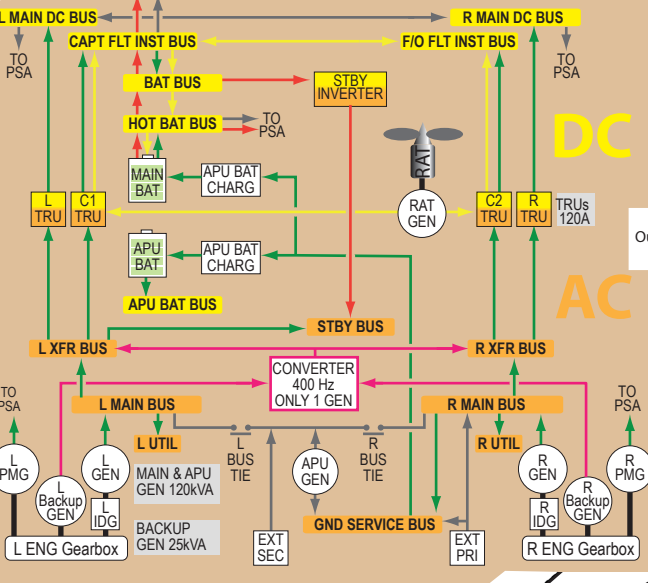 L MAIN DC BUS
R MAIN DC BUS
CAPT FLT INST BUS
F/O FLT INST BUS
TO
PSA
TO
PSA
BAT BUS
STBY
INVERTER
HOT BAT BUS
TO
PSA
DC
RAT
MAIN
BAT
APU BAT
CHARG
L
TRU
C1
TRU
RAT
GEN
C2
TRU
R
TRU
TRUs
120A
APU
BAT
APU BAT
CHARG
APU BAT BUS
AC
STBY BUS
L XFR BUS
R XFR BUS
CONVERTER
400 Hz
ONLY 1 GEN
TO
PSA
TO
PSA
L MAIN BUS
R MAIN BUS
L UTIL
L
BUS
TIE
R
BUS
TIE
R UTIL
L
PMG
L
Backup
GEN
L
GEN
L
IDG
MAIN & APU
GEN 120kVA
APU
GEN
R
GEN
R
IDG
R
Backup
GEN
R
PMG
BACKUP
GEN 25kVA
GND SERVICE BUS
EXT
SEC
EXT
PRI
L ENG Gearbox
R ENG Gearbox